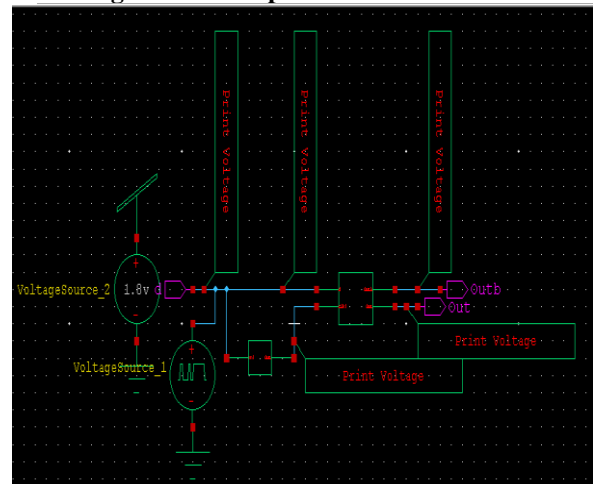 Print Voltage
Print Voltage
Print Voltage
VoltageSource_2
1.8v
d
Outb
Out
Print Voltage
VoltageSource_1
Print Voltage